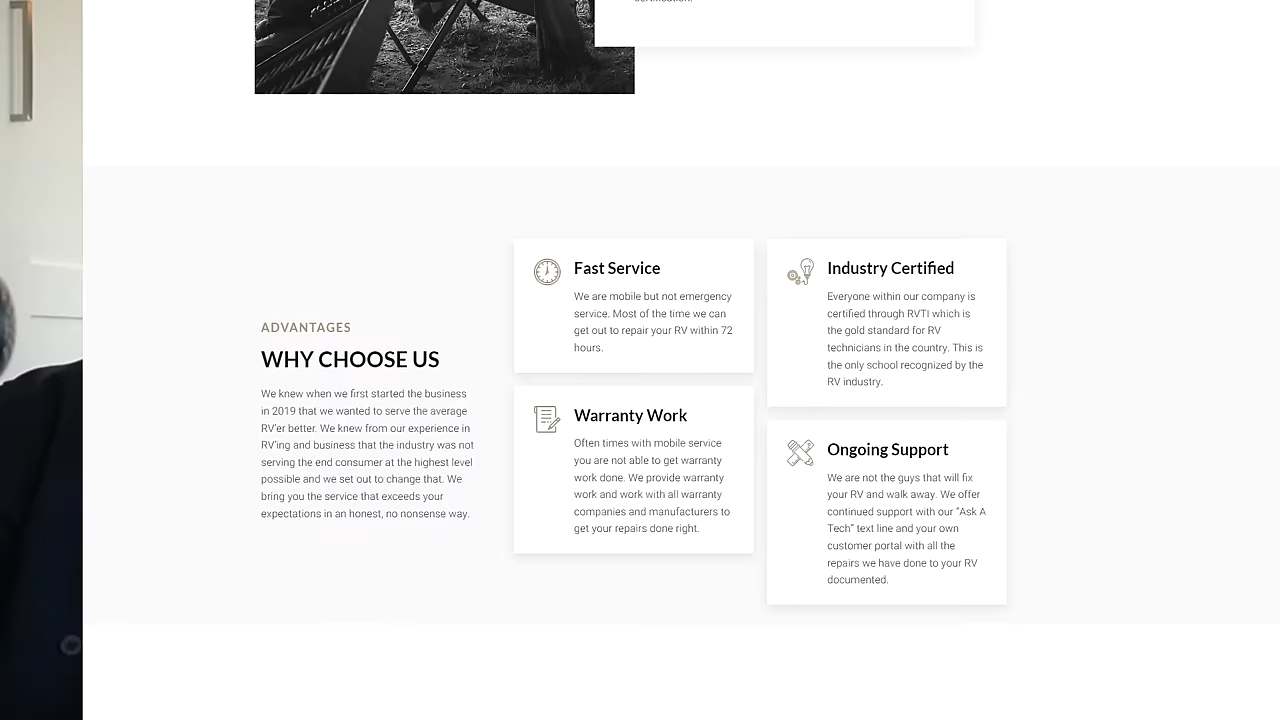 ADVANTAGES
WHY CHOOSE US
We knew when we first started the business
in 2019 that we wanted to serve the average
RV'er better. We knew from our experience in
RV'ing and business that the industry was not
serving the end consumer at the highest level
possible and we set out to change that. We
bring you the service that exceeds your
expectations in an honest, no nonsense way.
Fast Service
We are mobile but not emergency
service. Most of the time we can
get out to repair your RV within 72
hours.
Warranty Work
Often times with mobile service
you are not able to get warranty
work done. We provide warranty
work and work with all warranty
companies and manufacturers to
get your repairs done right.
Industry Certified
Everyone within our company is
certified through RVTI which is
the gold standard for RV
technicians in the country. This is
the only school recognized by the
RV industry.
Ongoing Support
We are not the guys that will fix
your RV and walk away. We offer
continued support with our “Ask A
Tech” text line and your own
customer portal with all the
repairs we have done to your RV
documented.